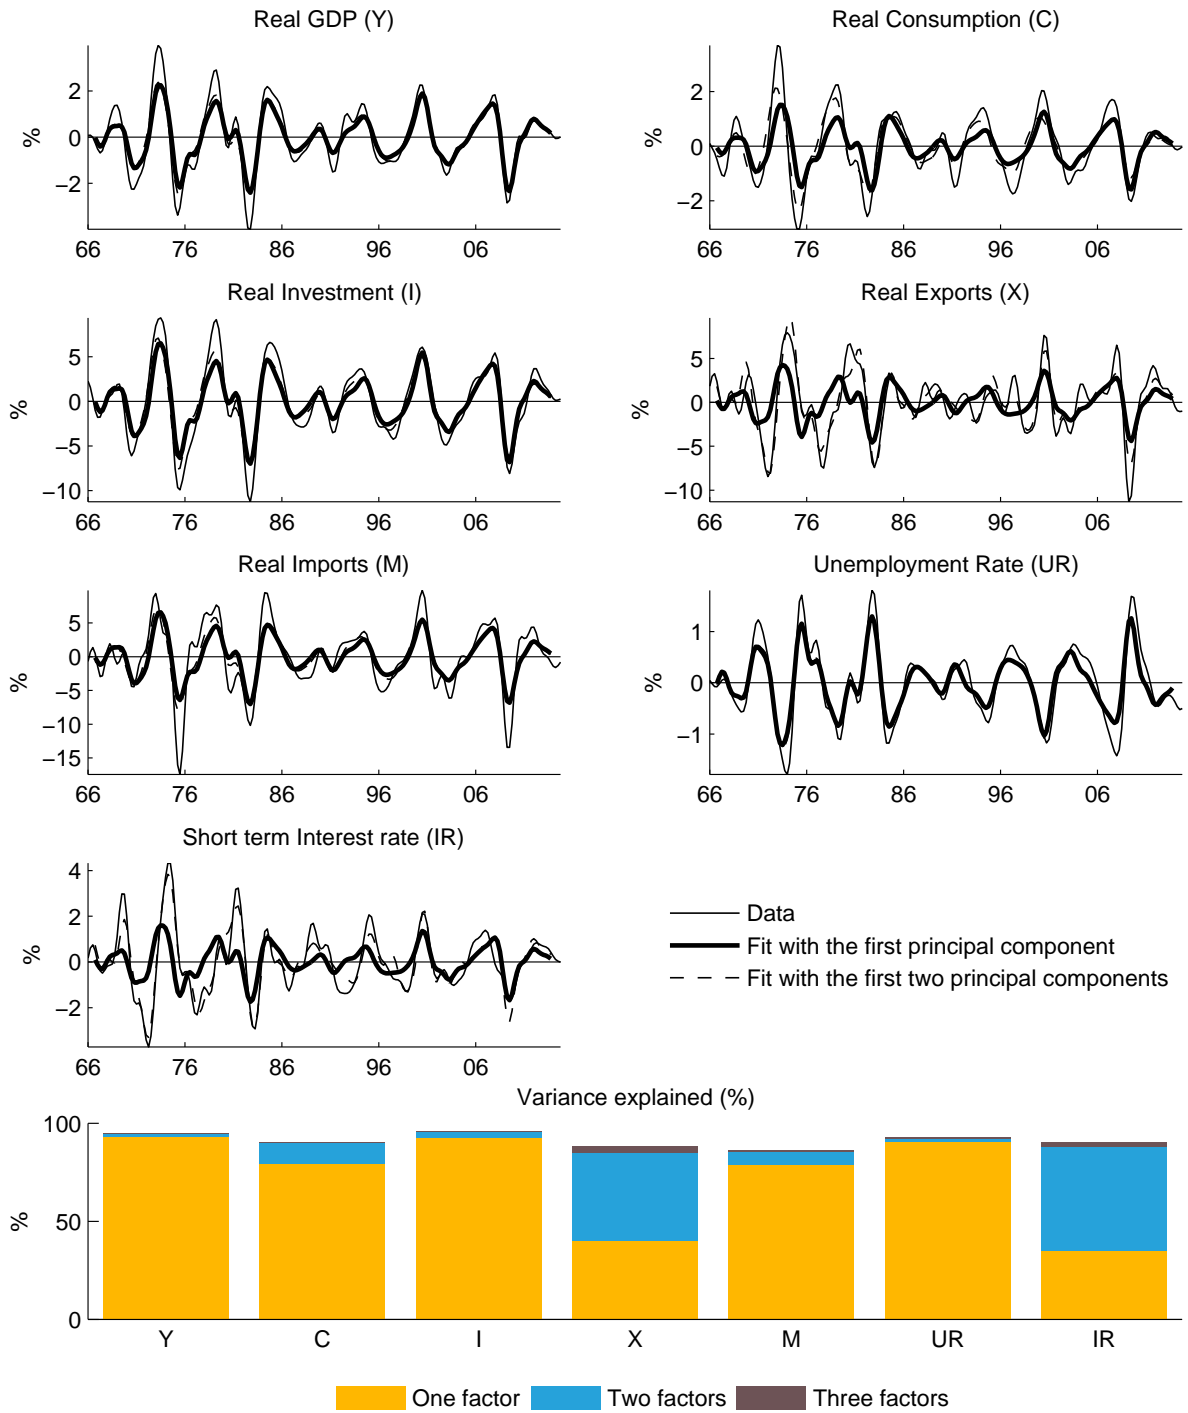 Real GDP (Y)
Real Consumption (C)
%
2
0
−2
66 76 86 96 06
%
2
0
−2
66 76 86 96 06
Real Investment (I)
Real Exports (X)
%
5
0
−5
−10
66 76 86 96 06
%
5
0
−5
−10
66 76 86 96 06
Real Imports (M)
Unemployment Rate (UR)
%
5
0
−5
−10
−15
66 76 86 96 06
%
1
0
−1
66 76 86 96 06
Short term Interest rate (IR)
%
4
2
0
−2
66 76 86 96 06
Data
Fit with the first principal component
Fit with the first two principal components
Variance explained (%)
%
100
50
0
Y C I X M UR IR
One factor Two factors Three factors